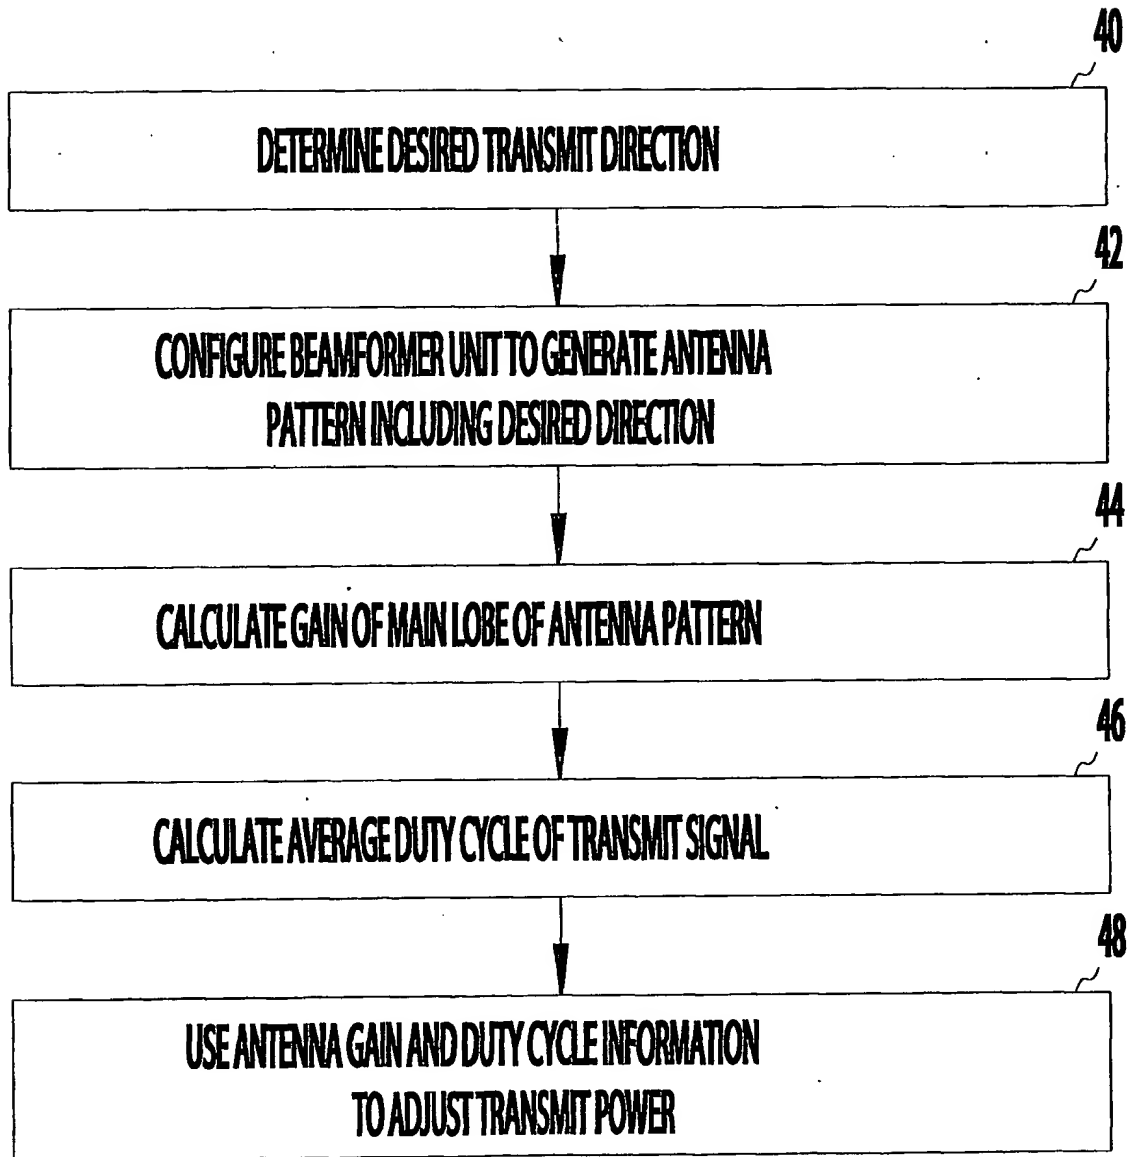 40
DETERMINE DESIRED TRANSMIT DIRECTION
42
CONFIGURE BEAMFORMER UNIT TO GENERATE ANTENNA
PATTERN INCLUDING DESIRED DIRECTION
44
CALCULATE GAIN OF MAIN LOBE OF ANTENNA PATTERN
46
CALCULATE AVERAGE DUTY CYCLE OF TRANSMIT SIGNAL
48
USE ANTENNA GAIN AND DUTY CYCLE INFORMATION
TO ADJUST TRANSMIT POWER